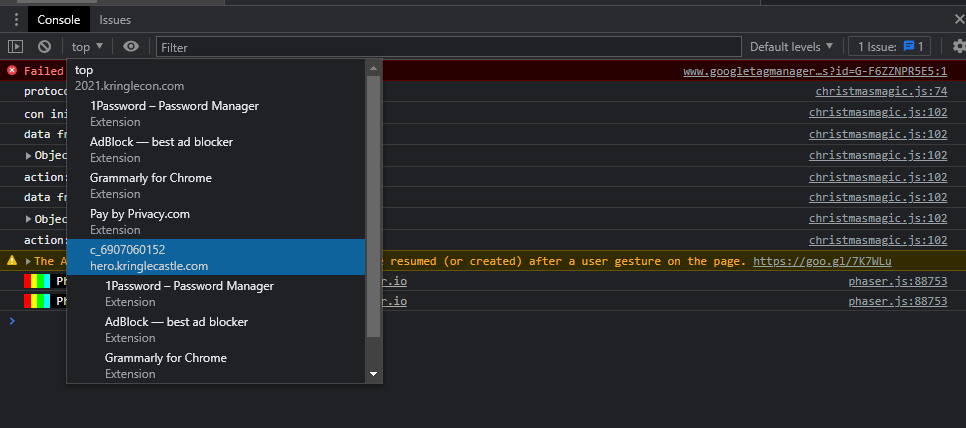 Console Issues
top Filter Default levels 1 Issue: 1
Failed www.googletagmanager…s?id=G-F6ZZNPR5E5:1
top
2021.kringlecon.com
protoco christmasmagic.js:74
1Password – Password Manager
Extension
con ini christmasmagic.js:102
data fr christmasmagic.js:102
AdBlock — best ad blocker
Extension
Objec christmasmagic.js:102
action: christmasmagic.js:102
Grammarly for Chrome
Extension
data fr christmasmagic.js:102
Pay by Privacy.com
Extension
Objec christmasmagic.js:102
action: christmasmagic.js:102
c_6907060152
hero.kringlecastle.com
The A e resumed (or created) after a user gesture on the page. https://goo.gl/7K7WLu
Ph r.io phaser.js:88753
1Password – Password Manager
Extension
Ph r.io phaser.js:88753
AdBlock — best ad blocker
Extension
Grammarly for Chrome
Extension